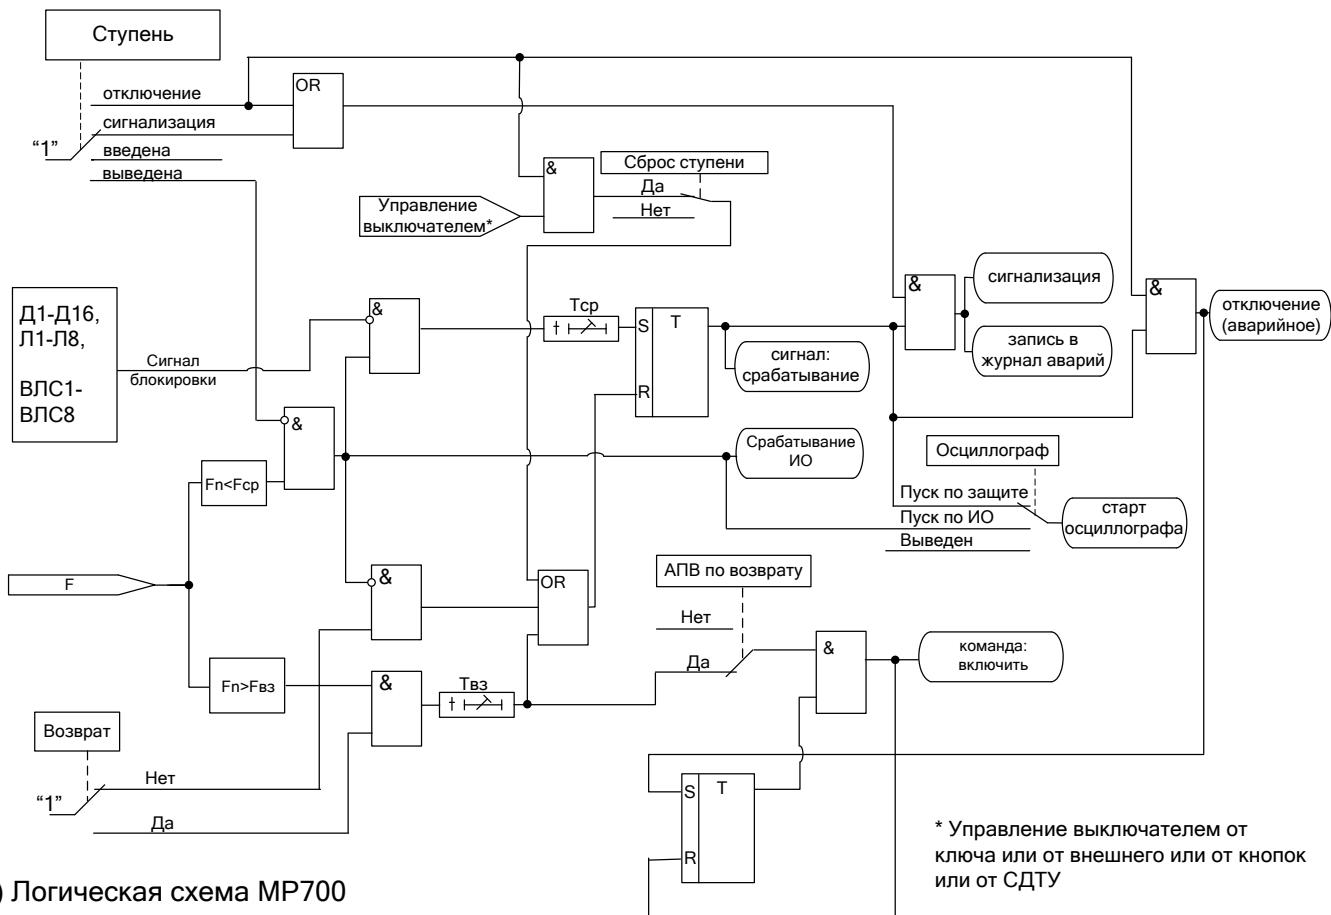 Ступень
отключение
сигнализация
“1”
введена
выведена
OR
&
Сброс ступени
Да
Нет
Управление
выключателем*
Д1-Д16,
Л1-Л8,
ВЛС1-
ВЛС8
Сигнал
блокировки
&
Tср
S
T
R
сигнал:
срабатывание
&
сигнализация
запись в
журнал аварий
&
отключение
(аварийное)
&
Fn<Fср
Срабатывание
ИО
Осциллограф
Пуск по защите
Пуск по ИО
Выведен
старт
осциллографа
F
&
OR
АПВ по возврату
Нет
Да
&
команда:
включить
Fn>Fвз
&
Tвз
Возврат
“1”
Нет
Да
S
T
R
* Управление выключателем от
ключа или от внешнего или от кнопок
или от СДТУ
) Логическая схема МР700